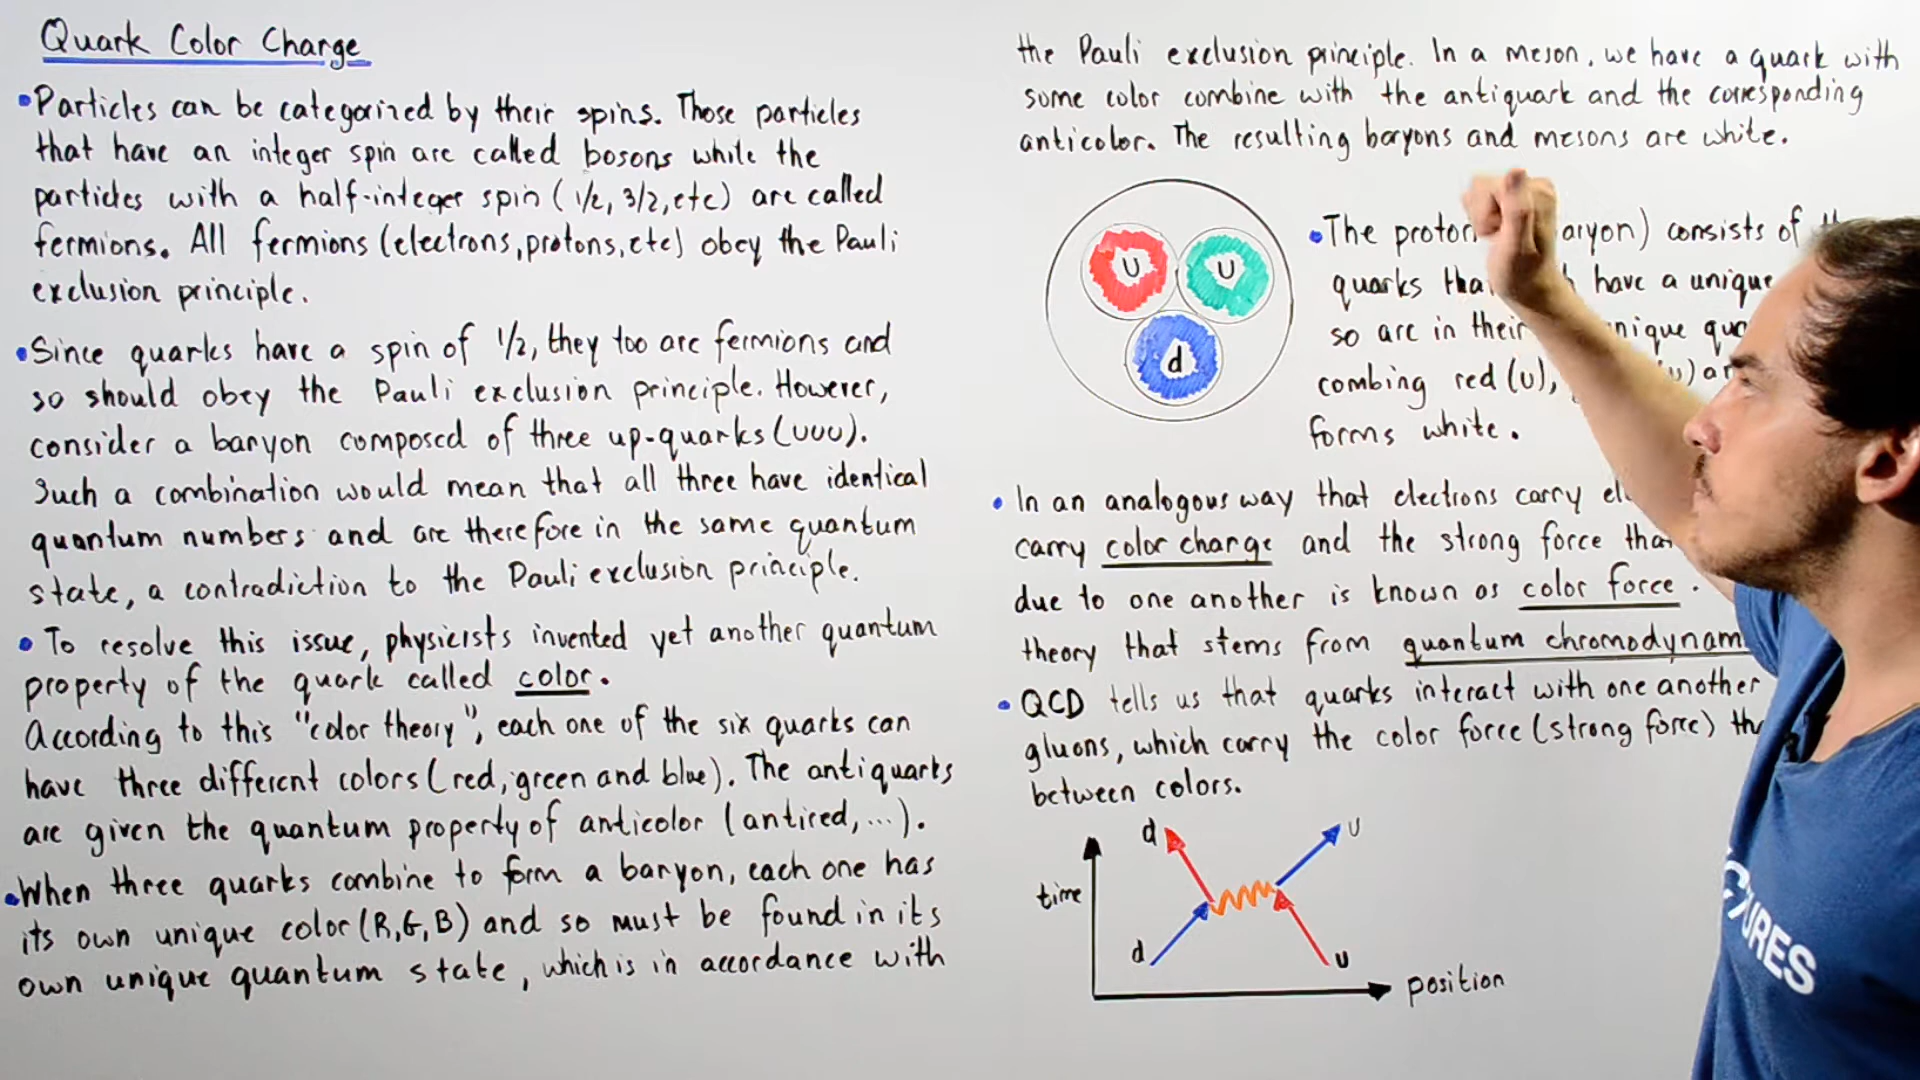 Quark Color Charge
• Particles can be categorized by their spins. Those particles
that have an integer spin are called bosons while the
particles with a half-integer spin (1/2, 3/2, etc) are called
fermions. All fermions (electrons, protons, etc) obey the Pauli
exclusion principle.
• Since quarks have a spin of 1/2, they too are fermions and
so should obey the Pauli exclusion principle. However,
consider a baryon composed of three up-quarks (uuu).
Such a combination would mean that all three have identical
quantum numbers and are therefore in the same quantum
state, a contradiction to the Pauli exclusion principle.
• To resolve this issue, physicists invented yet another quantum
property of the quark called color.
According to this "color theory", each one of the six quarks can
have three different colors (red, green and blue). The antiquarks
are given the quantum property of anticolor (antired, ...).
• When three quarks combine to form a baryon, each one has
its own unique color (R, G, B) and so must be found in its
own unique quantum state, which is in accordance with
the Pauli exclusion principle. In a meson, we have a quark with
some color combine with the antiquark and the corresponding
anticolor. The resulting baryons and mesons are white.
U U
d
• The proton aryon) consists of
quarks have a unique
so are in their
combing red (u), u)
forms white.
• In an analogous way that electrons carry
carry color charge and the strong force
due to one another is known as color force.
theory that stems from quantum chromodynam
• QCD tells us that quarks interact with one another
gluons, which carry the color force (strong force)
between colors.
d U
time
d U
position
URES